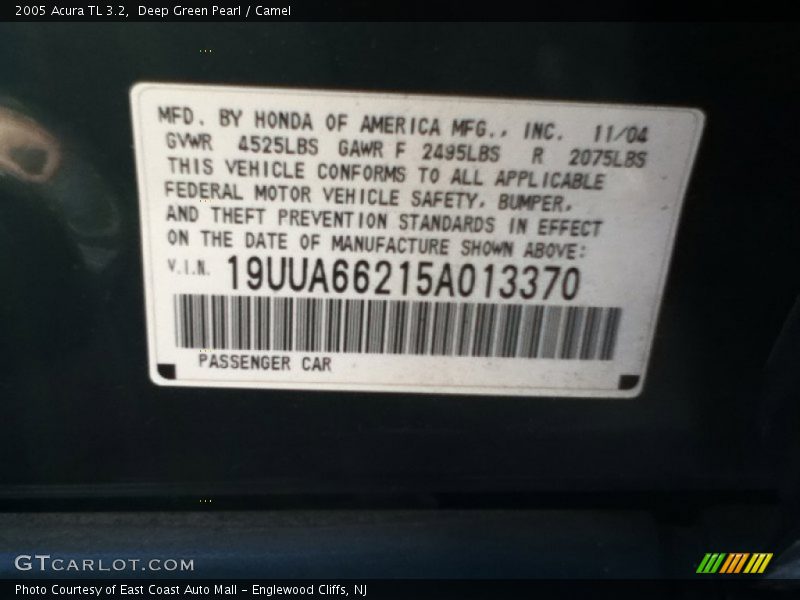 2005 Acura TL 3.2, Deep Green Pearl / Camel
MFD. BY HONDA OF AMERICA MFG., INC. 11/04
GVWR 4525LBS GAWR F 2495LBS R 2075LBS
THIS VEHICLE CONFORMS TO ALL APPLICABLE
FEDERAL MOTOR VEHICLE SAFETY, BUMPER,
AND THEFT PREVENTION STANDARDS IN EFFECT
ON THE DATE OF MANUFACTURE SHOWN ABOVE:
V.I.N. 19UUA66215A013370
PASSENGER CAR
GTCARLOT.COM
Photo Courtesy of East Coast Auto Mall - Englewood Cliffs, NJ